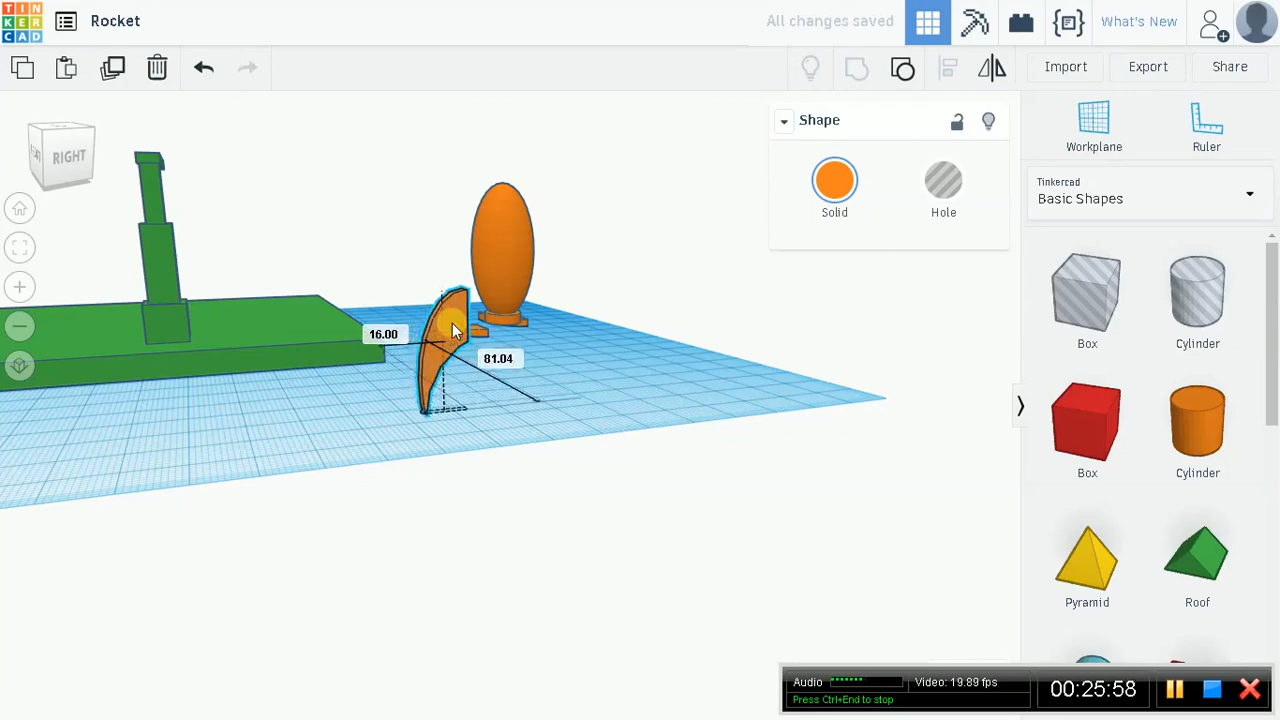 TIN
KER
CAD
Rocket
All changes saved
What's New
Import
Export
Share
RIGHT
Shape
Solid
Hole
Workplane
Ruler
Tinkercad
Basic Shapes
16.00
81.04
Box
Cylinder
Box
Cylinder
Pyramid
Roof
Audio
Video: 19.89 fps
Press Ctrl+End to stop
00:25:58